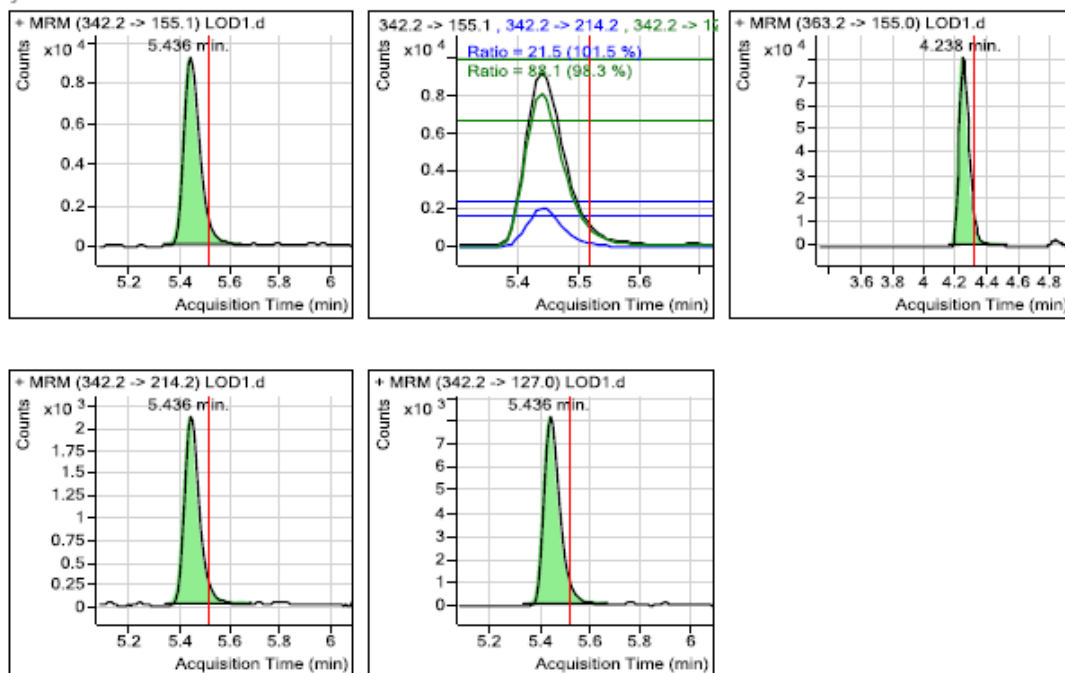 + MRM (342.2 -> 155.1) LOD1.d
x10 4
5.436 min.
Counts
0.8
0.6
0.4
0.2
0
5.2 5.4 5.6 5.8 6
Acquisition Time (min)
342.2 -> 155.1 , 342.2 -> 214.2 , 342.2 ->
x10 4
Ratio = 21.5 (101.5 %)
Ratio = 88.1 (98.3 %)
Counts
0.8
0.6
0.4
0.2
0
5.4 5.5 5.6
Acquisition Time (min)
+ MRM (363.2 -> 155.0) LOD1.d
x10 4
4.238 min.
Counts
7
6
5
4
3
2
1
0
3.6 3.8 4 4.2 4.4 4.6 4.8
Acquisition Time (min)
+ MRM (342.2 -> 214.2) LOD1.d
x10 3
5.436 min.
Counts
2
1.75
1.5
1.25
1
0.75
0.5
0.25
0
5.2 5.4 5.6 5.8 6
Acquisition Time (min)
+ MRM (342.2 -> 127.0) LOD1.d
x10 3
5.436 min.
Counts
7
6
5
4
3
2
1
0
5.2 5.4 5.6 5.8 6
Acquisition Time (min)